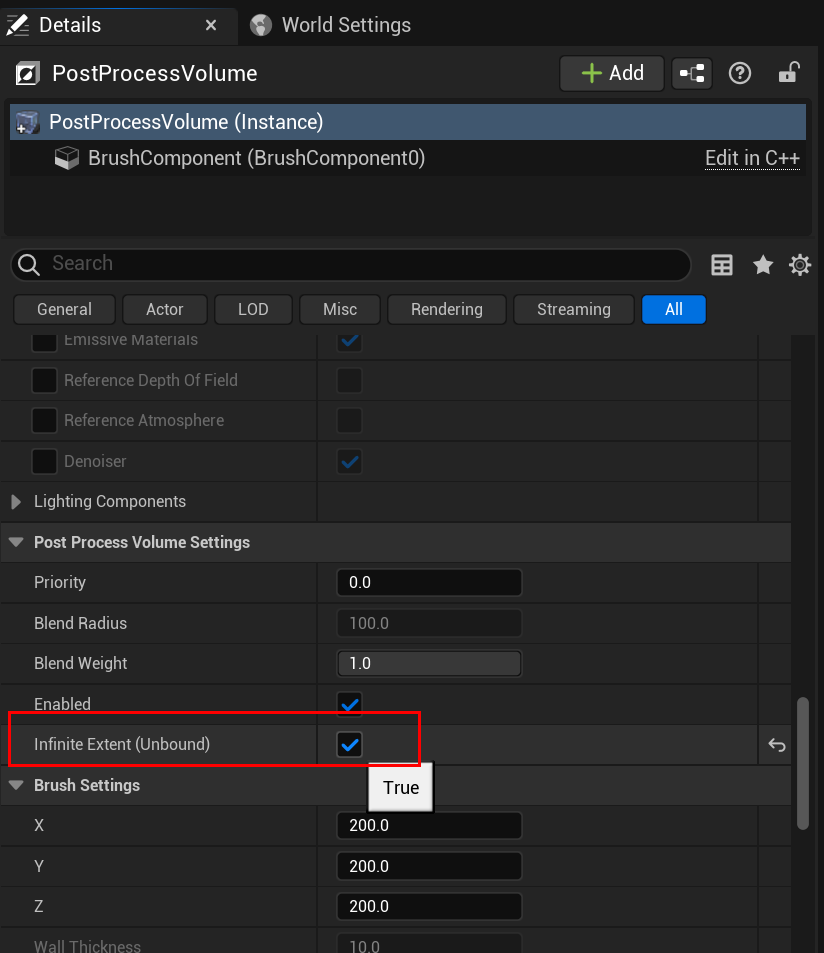 Details × World Settings
PostProcessVolume + Add
PostProcessVolume (Instance)
BrushComponent (BrushComponent0) Edit in C++
Search
General Actor LOD Misc Rendering Streaming All
Emissive Materials
Reference Depth Of Field
Reference Atmosphere
Denoiser
Lighting Components
Post Process Volume Settings
Priority 0.0
Blend Radius 100.0
Blend Weight 1.0
Enabled
Infinite Extent (Unbound)
Brush Settings
True
X 200.0
Y 200.0
Z 200.0
Wall Thickness 10.0